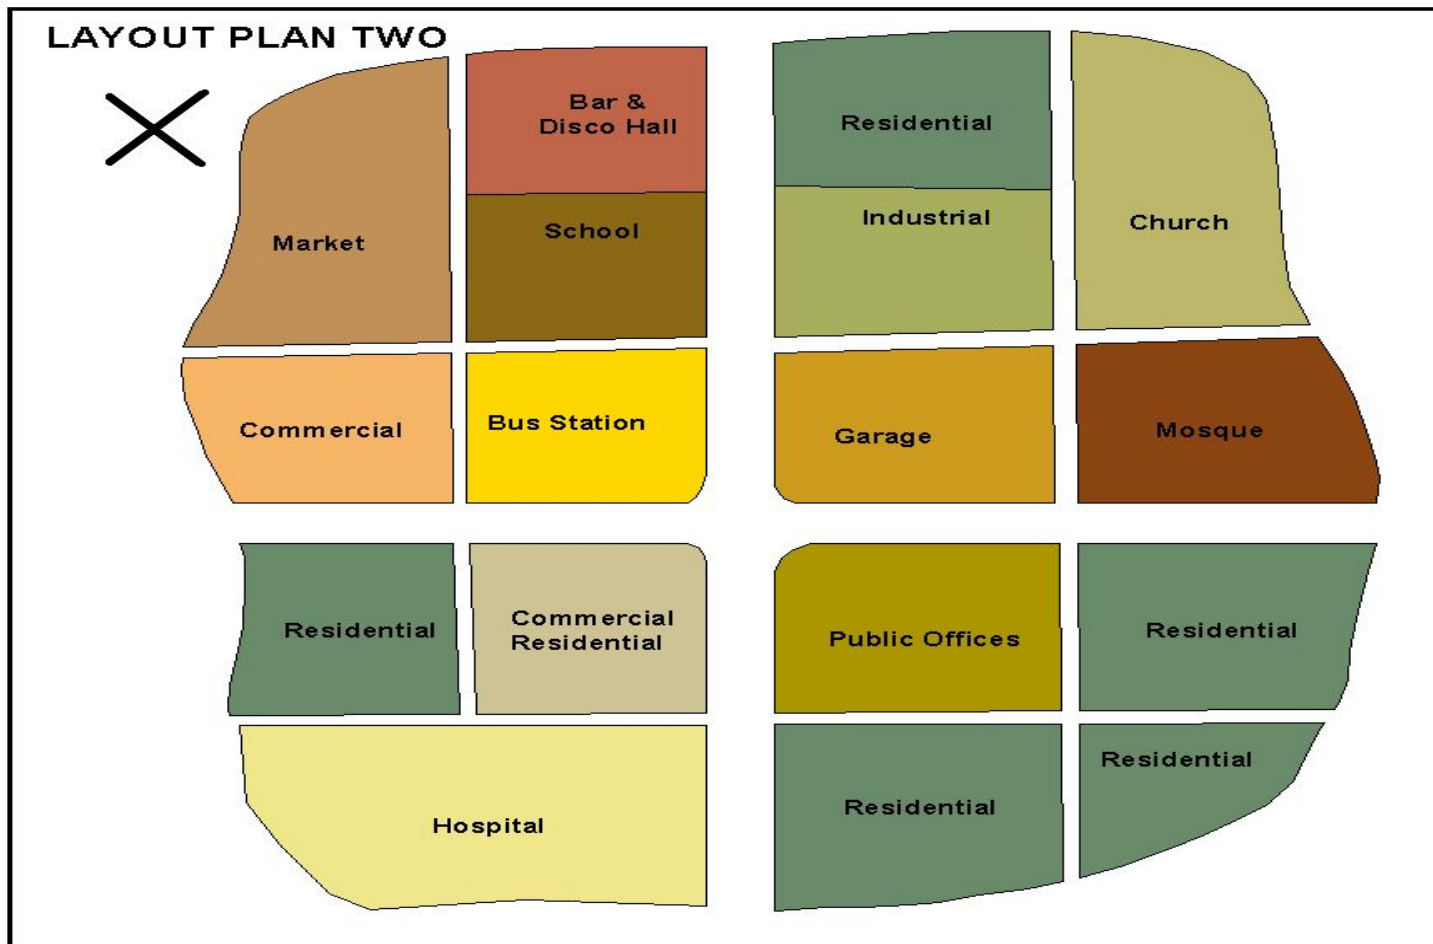 LAYOUT PLAN TWO
Bar &
Disco Hall
Residential
Market
School
Industrial
Church
Commercial
Bus Station
Garage
Mosque
Residential
Commercial
Residential
Public Offices
Residential
Hospital
Residential
Residential